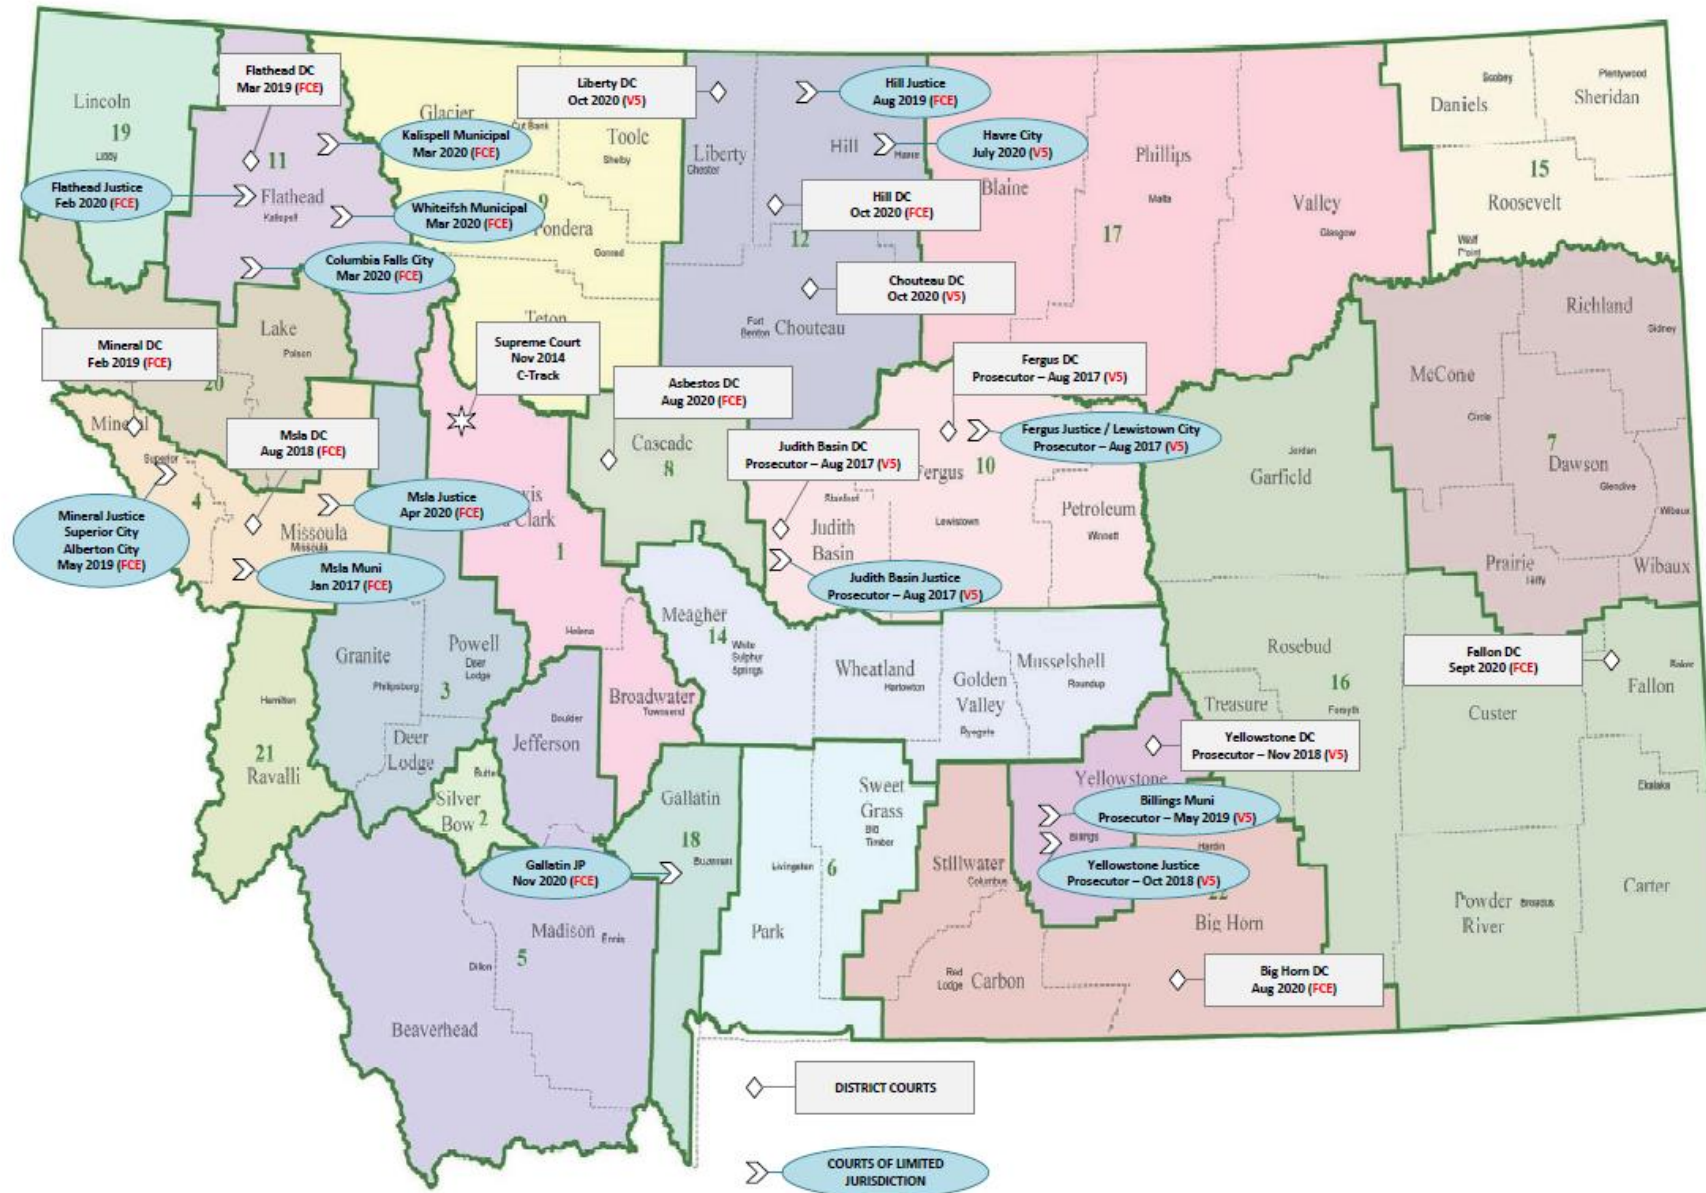 Lincoln
19
Libby
Flathead DC
Mar 2019 (FCE)
11
Flathead
Kalispell
Kalispell Municipal
Mar 2020 (FCE)
Flathead Justice
Feb 2020 (FCE)
Whiteifsh Municipal
Mar 2020 (FCE)
Columbia Falls City
Mar 2020 (FCE)
Glacier
Cut Bank
Toole
Shelby
9
Pondera
Conrad
Teton
Liberty DC
Oct 2020 (V5)
Liberty
Chester
Hill Justice
Aug 2019 (FCE)
Hill
Havre
Havre City
July 2020 (V5)
Hill DC
Oct 2020 (FCE)
12
Chouteau DC
Oct 2020 (V5)
Fort
Benton
Chouteau
Blaine
Phillips
Malta
17
Valley
Glasgow
Daniels
Scobey
Plentywood
Sheridan
15
Roosevelt
Wolf
Point
Richland
Sidney
McCone
Circle
7
Dawson
Glendive
Wibaux
Prairie
Wibaux
Lake
Polson
20
Mineral DC
Feb 2019 (FCE)
Mineral
Superior
4
Msla DC
Aug 2018 (FCE)
Missoula
Missoula
Mineral Justice
Superior City
Alberton City
May 2019 (FCE)
Msla Justice
Apr 2020 (FCE)
Msla Muni
Jan 2017 (FCE)
Supreme Court
Nov 2014
C-Track
1
Helena
Asbestos DC
Aug 2020 (FCE)
Cascade
8
Judith Basin DC
Prosecutor – Aug 2017 (V5)
Stanford
Judith
Basin
Judith Basin Justice
Prosecutor – Aug 2017 (V5)
Fergus DC
Prosecutor – Aug 2017 (V5)
Fergus Justice / Lewistown City
Prosecutor – Aug 2017 (V5)
Fergus
10
Lewistown
Petroleum
Winnett
Jordan
Garfield
Granite
Philipsburg
Powell
Deer
Lodge
3
Deer
Lodge
Hamilton
21
Ravalli
Boulder
Jefferson
Broadwater
Townsend
Butte
Silver
Bow 2
Meagher
14
White
Sulphur
Springs
Wheatland
Harlowton
Golden
Valley
Ryegate
Musselshell
Roundup
Rosebud
16
Forsyth
Treasure
Custer
Fallon DC
Sept 2020 (FCE)
Baker
Fallon
Ekalaka
Carter
Powder
River
Broadus
Gallatin
18
Bozeman
Gallatin JP
Nov 2020 (FCE)
Madison
Ennis
5
Dillon
Beaverhead
Livingston
6
Park
Sweet
Grass
Big
Timber
Yellowstone DC
Prosecutor – Nov 2018 (V5)
Yellowstone
Billings Muni
Prosecutor – May 2019 (V5)
Billings
Yellowstone Justice
Prosecutor – Oct 2018 (V5)
Hardin
22
Big Horn
Stillwater
Columbus
Red
Lodge
Carbon
Big Horn DC
Aug 2020 (FCE)
DISTRICT COURTS
COURTS OF LIMITED
JURISDICTION